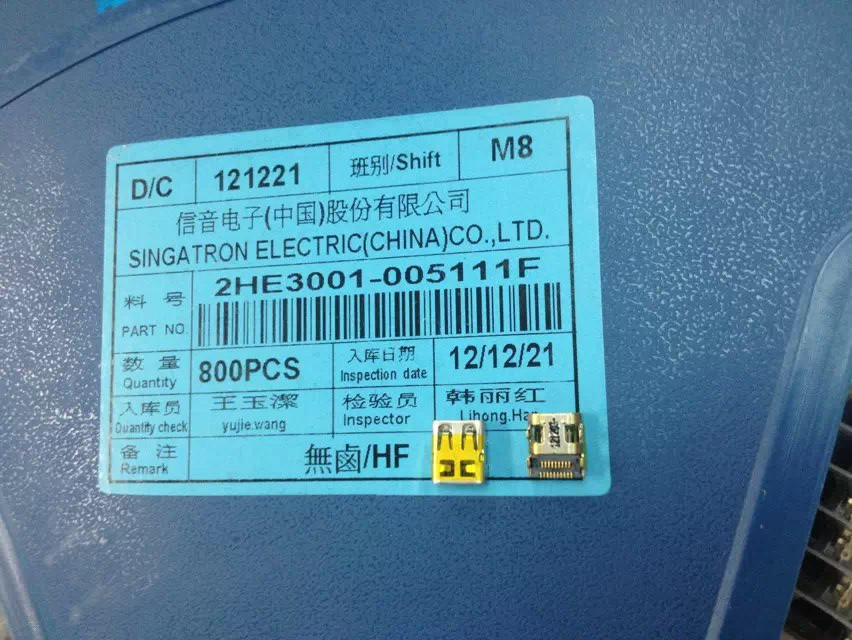 D/C 121221 班别/Shift M8
信音电子(中国)股份有限公司
SINGATRON ELECTRIC(CHINA)CO.,LTD.
料号 2HE3001-005111F
PART NO
数量 800PCS 入库日期 12/12/21
Quantity Inspection date
入库员 王玉潔 检验员 韩丽红
Quantity check yujie.wang Inspector Lihong.Han
备注 無鹵/HF
Remark